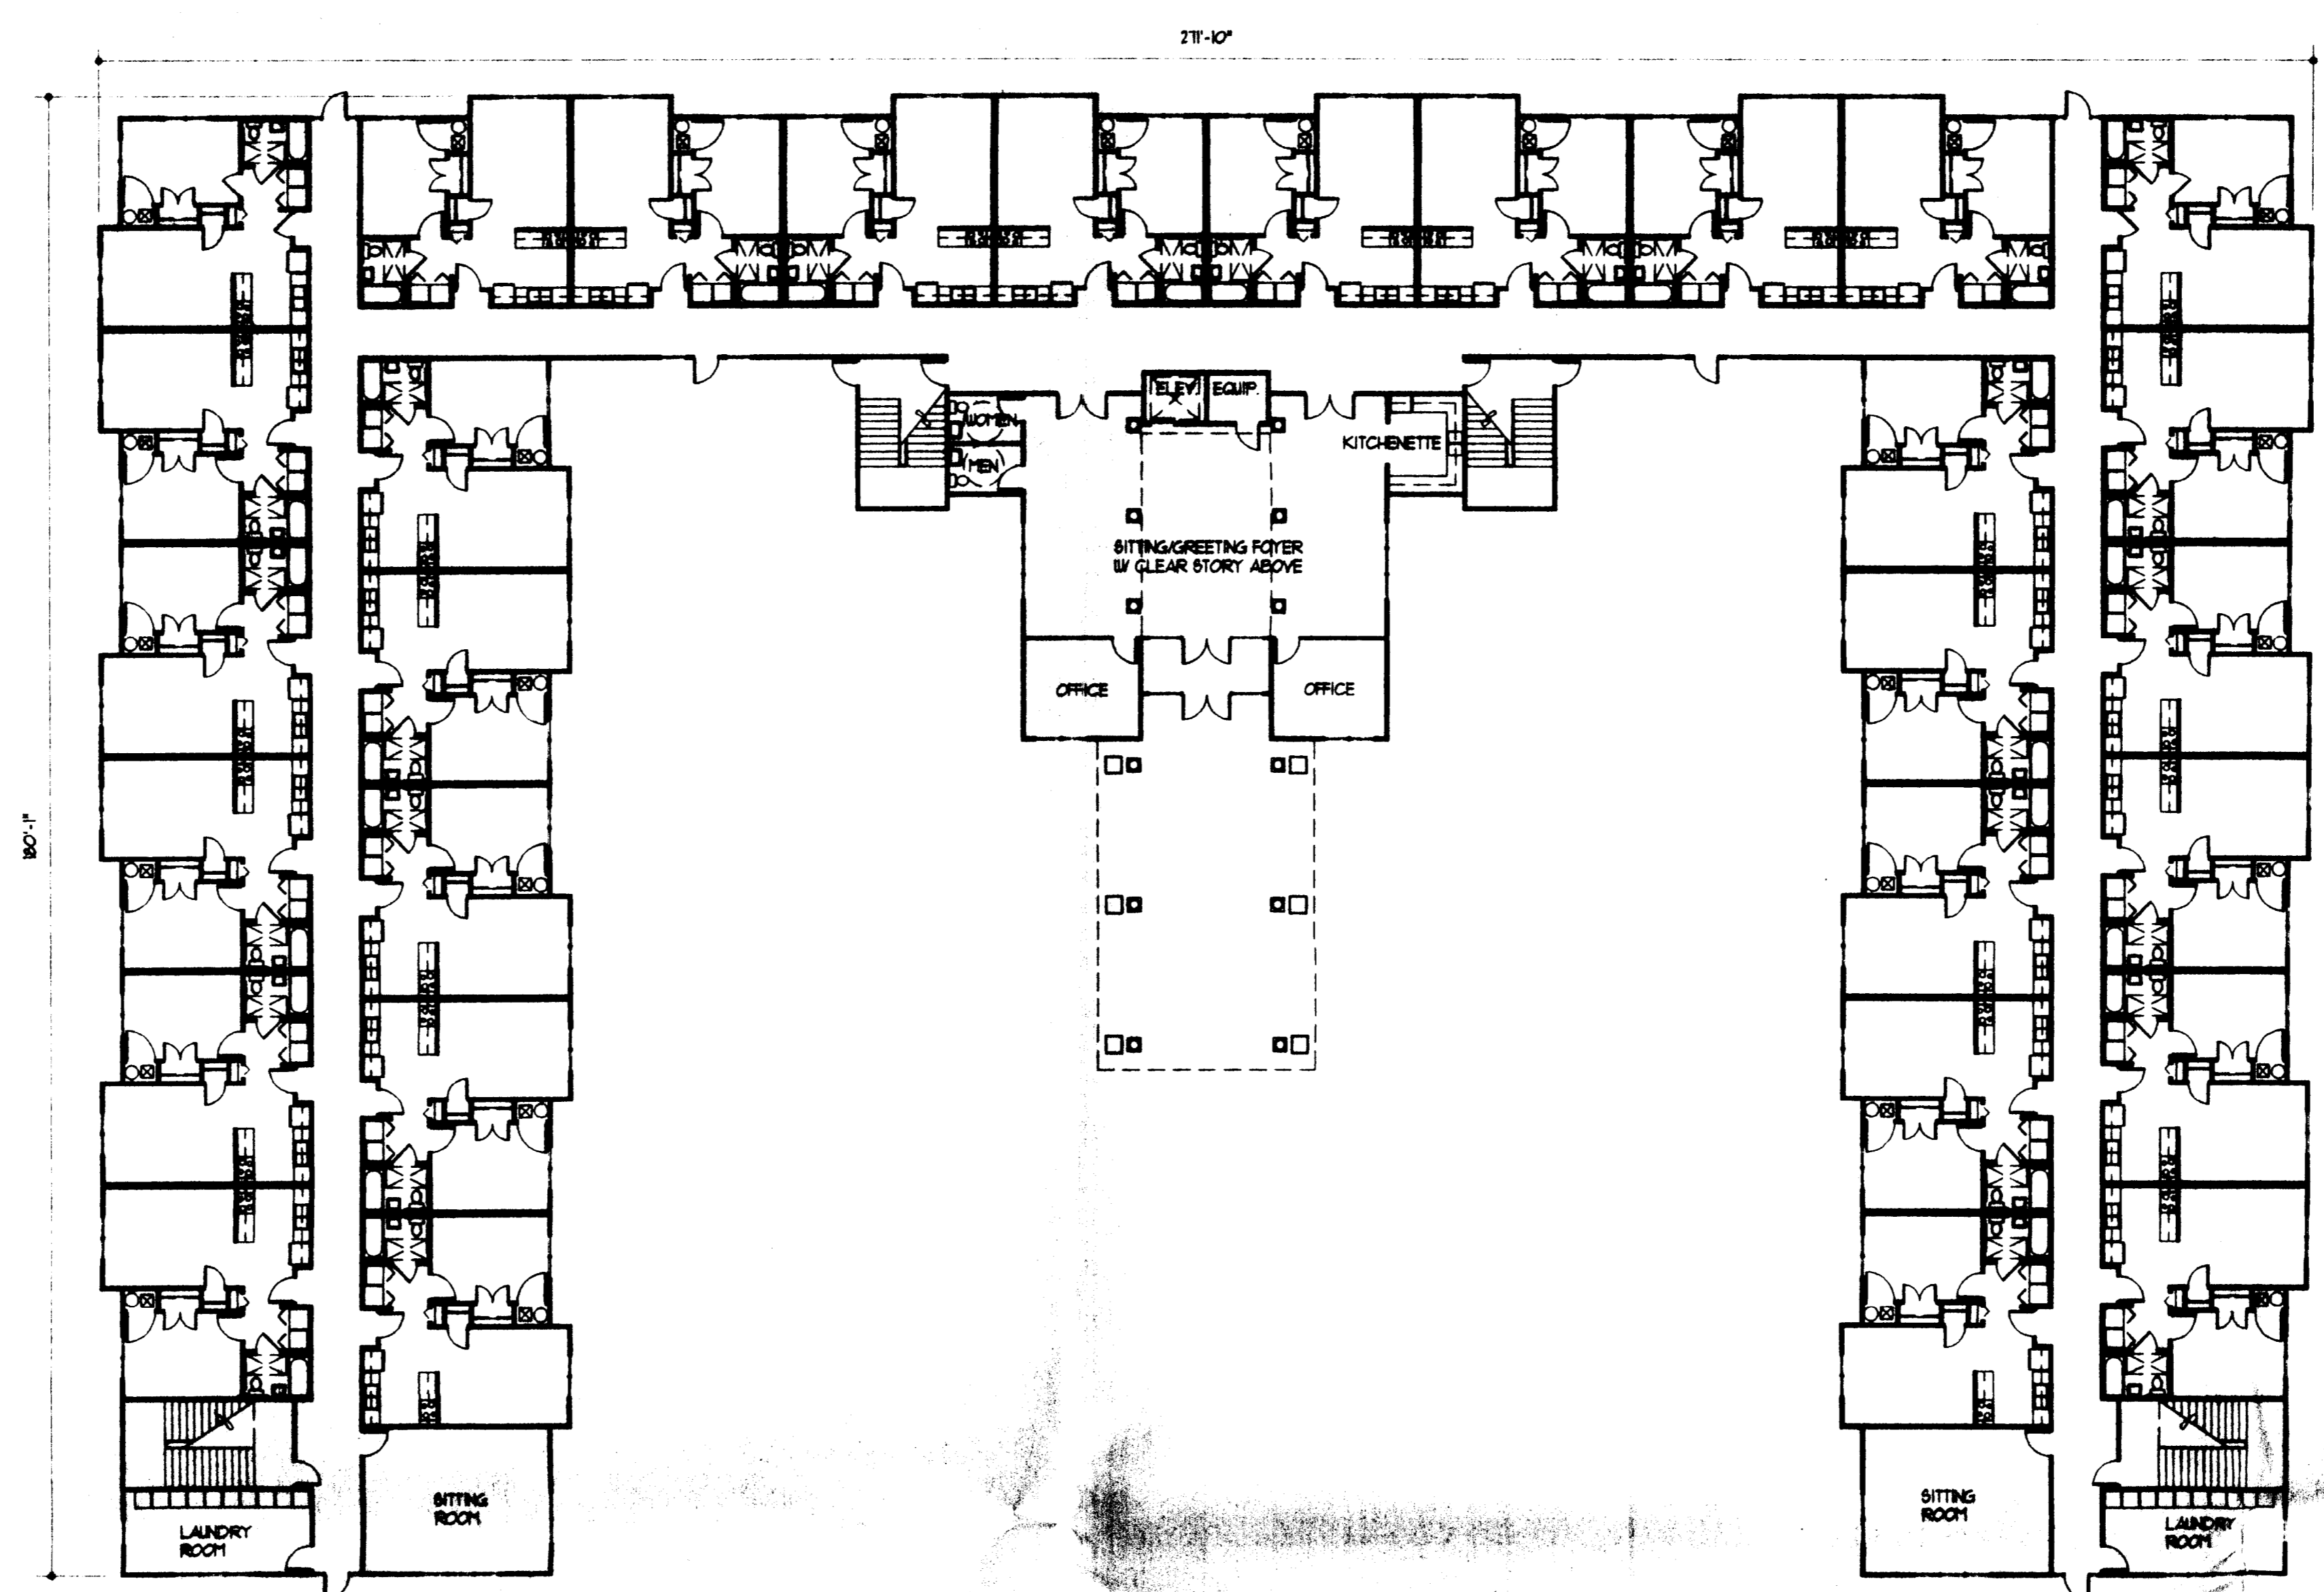 271'-10"
180'-1"
ELEV
EQUIP.
WOMEN
MEN
KITCHENETTE
SITTING/GREETING FOYER
W/ CLEAR STORY ABOVE
OFFICE
OFFICE
SITTING
ROOM
LAUNDRY
ROOM
SITTING
ROOM
LAUNDRY
ROOM